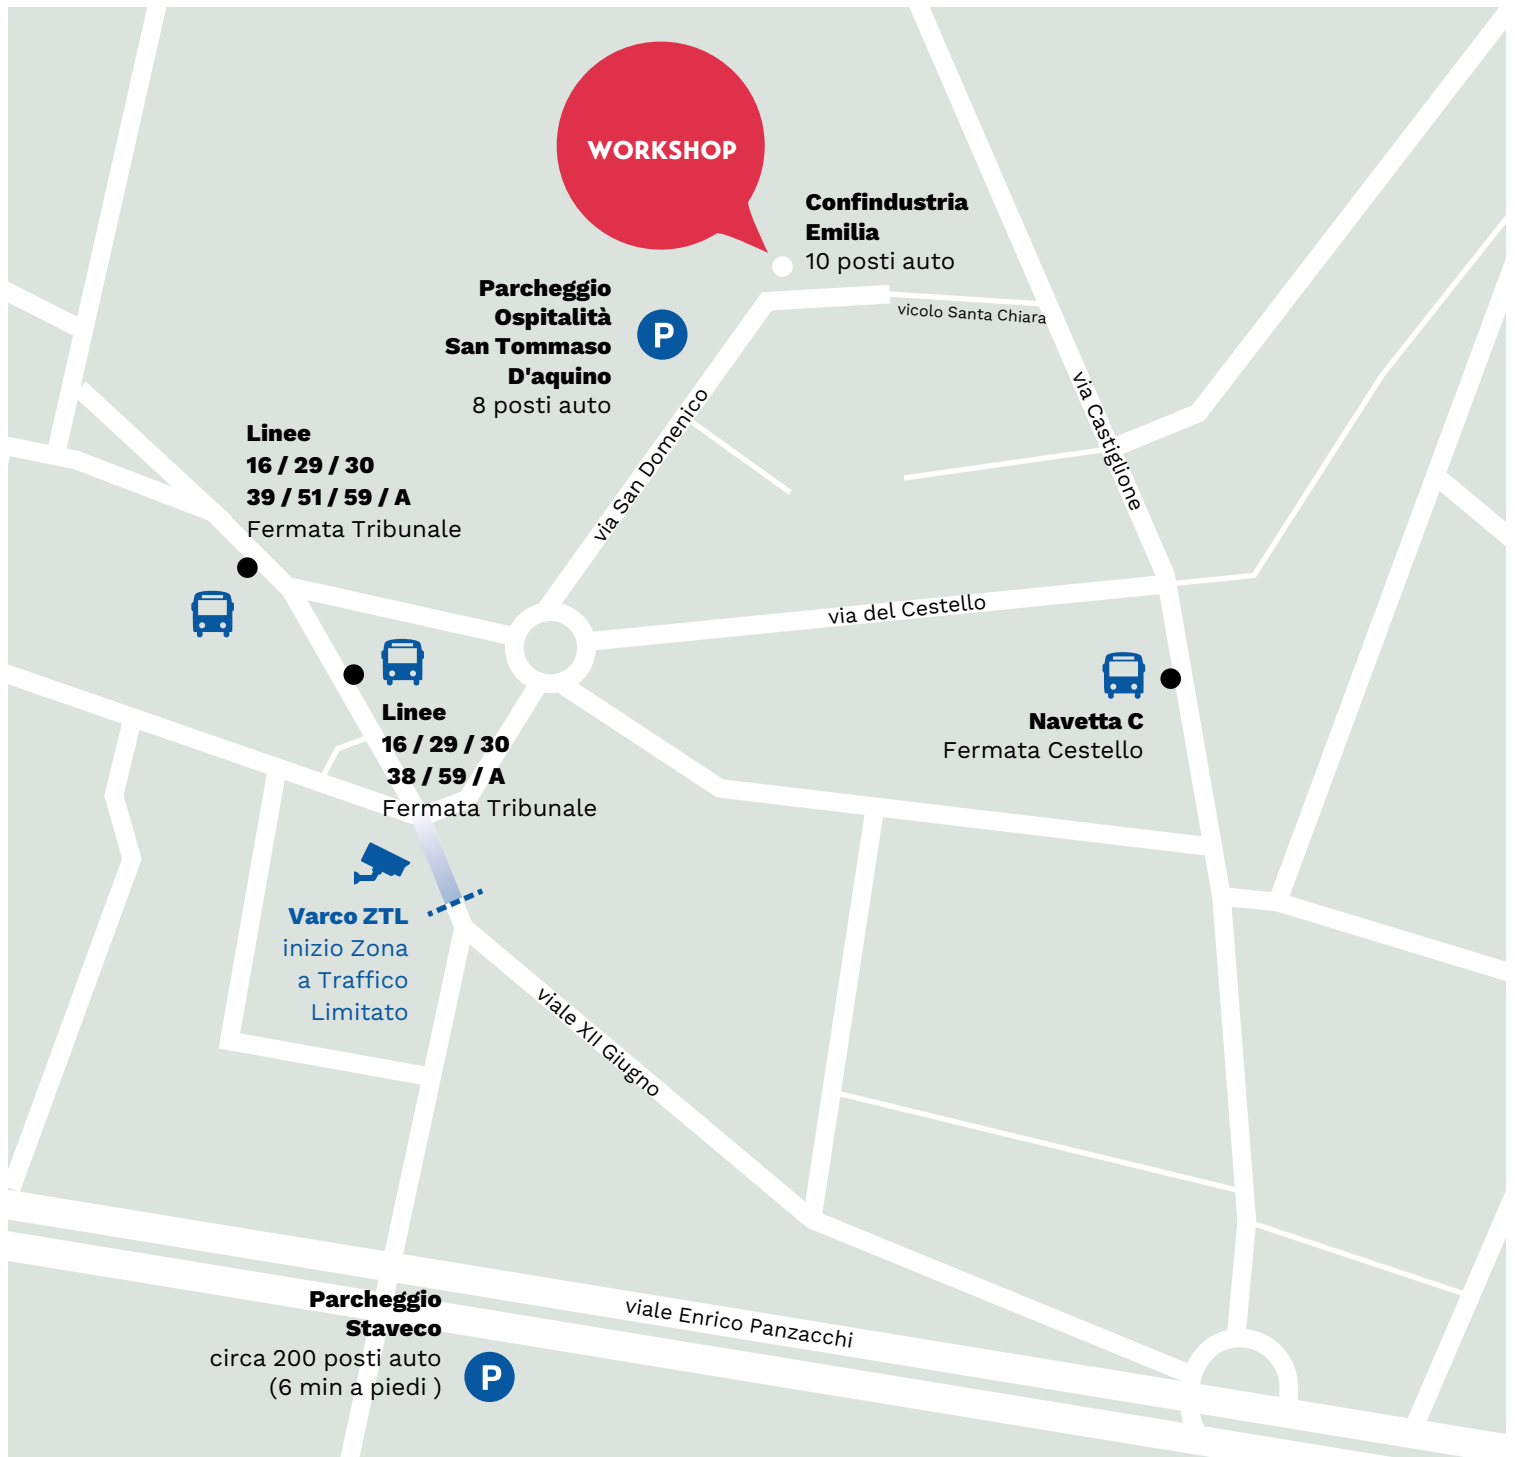 WORKSHOP
Confindustria
Emilia
10 posti auto
vicolo Santa Chiara
Parcheggio
Ospitalità
San Tommaso
D'aquino
8 posti auto
P
via San Domenico
via Castiglione
Linee
16 / 29 / 30
39 / 51 / 59 / A
Fermata Tribunale
via del Cestello
Linee
16 / 29 / 30
38 / 59 / A
Fermata Tribunale
Navetta C
Fermata Cestello
Varco ZTL
inizio Zona
a Traffico
Limitato
viale XII Giugno
viale Enrico Panzacchi
Parcheggio
Staveco
circa 200 posti auto
(6 min a piedi )
P